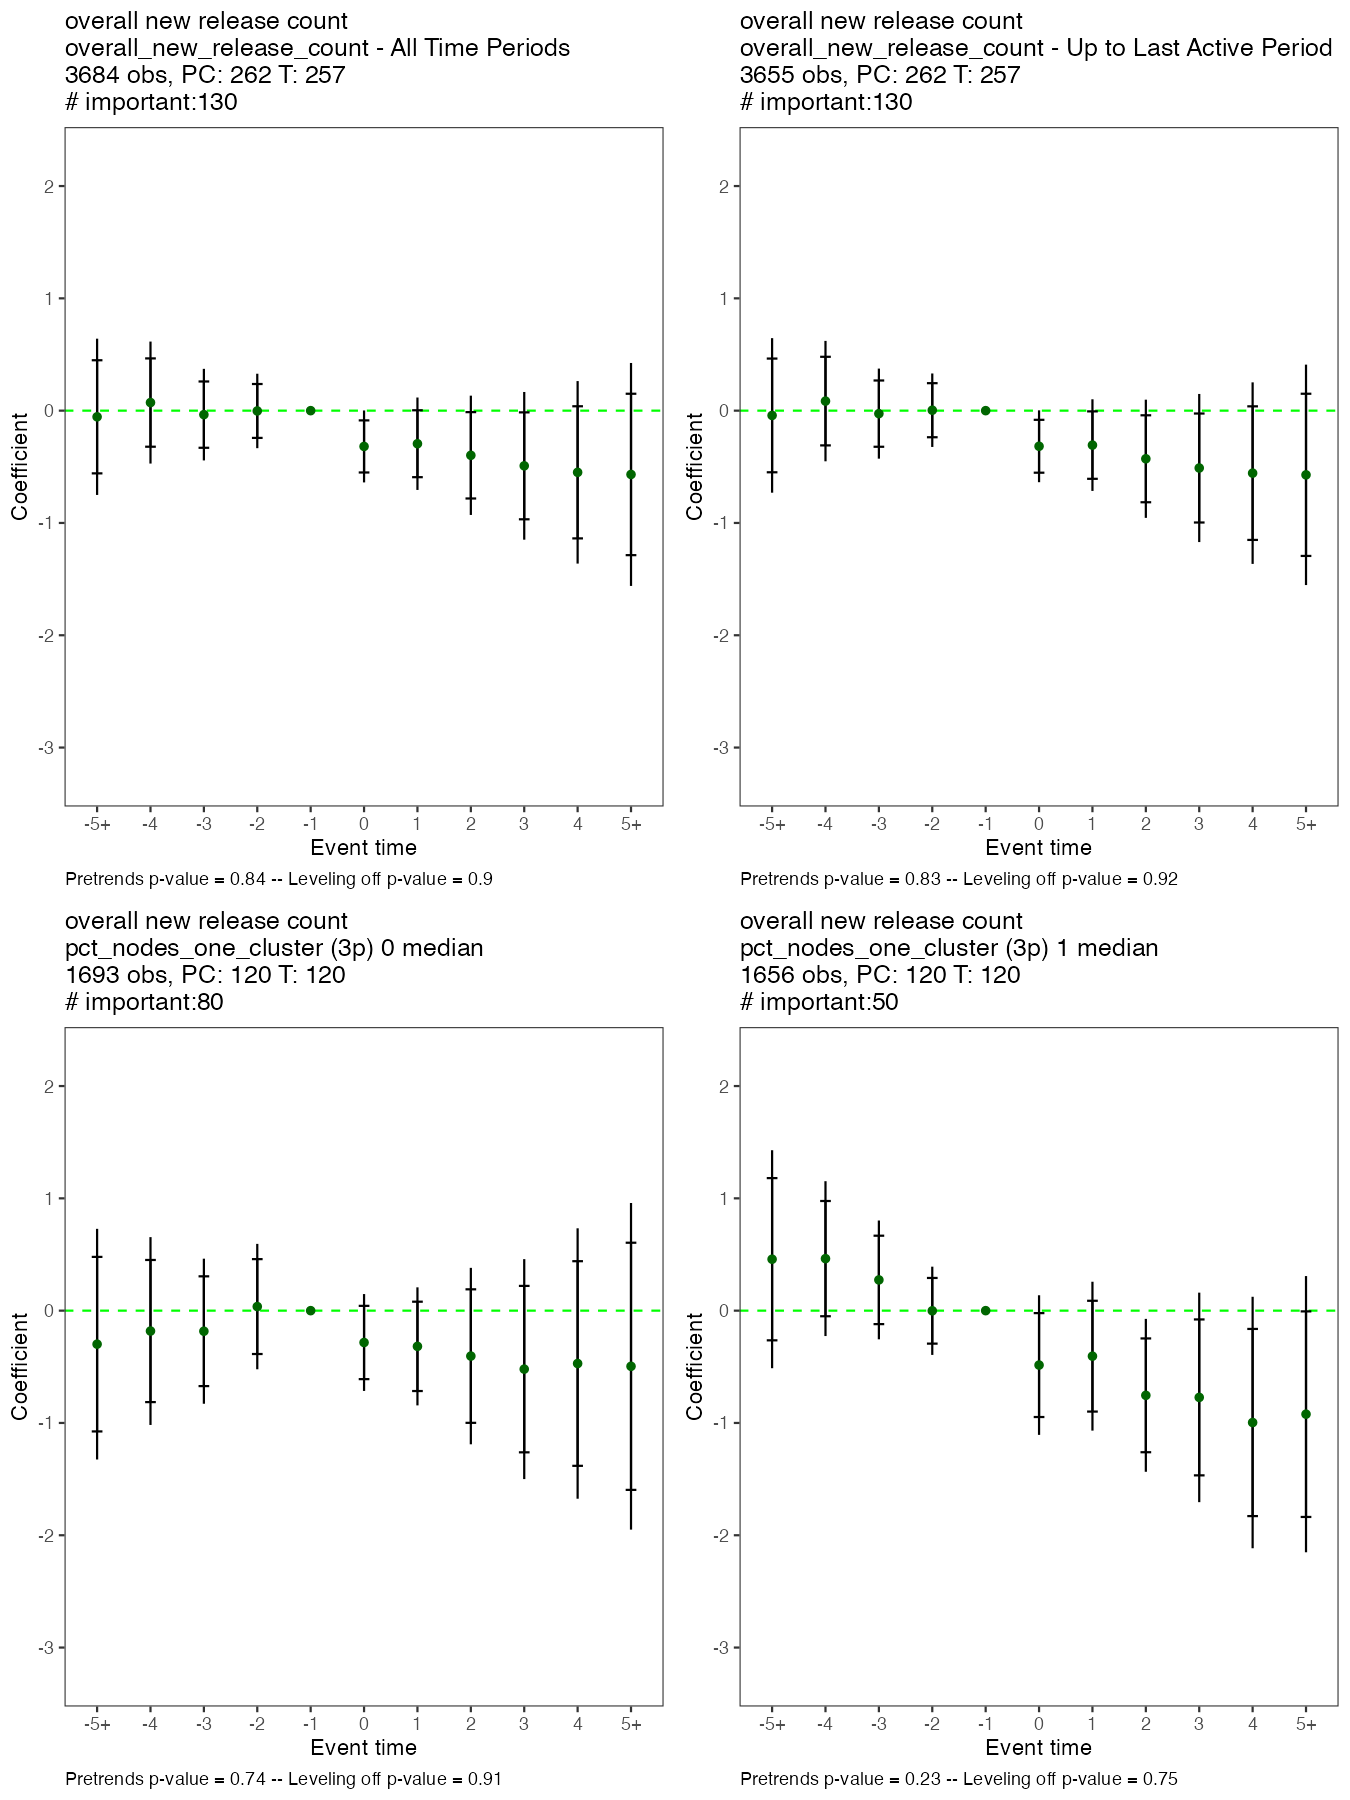 overall new release count
overall_new_release_count - All Time Periods
3684 obs, PC: 262 T: 257
# important:130
2
1
0
-1
-2
-3
Coefficient
-5+ -4 -3 -2 -1 0 1 2 3 4 5+
Event time
Pretrends p-value = 0.84 -- Leveling off p-value = 0.9
overall new release count
overall_new_release_count - Up to Last Active Period
3655 obs, PC: 262 T: 257
# important:130
2
1
0
-1
-2
-3
Coefficient
-5+ -4 -3 -2 -1 0 1 2 3 4 5+
Event time
Pretrends p-value = 0.83 -- Leveling off p-value = 0.92
overall new release count
pct_nodes_one_cluster (3p) 0 median
1693 obs, PC: 120 T: 120
# important:80
2
1
0
-1
-2
-3
Coefficient
-5+ -4 -3 -2 -1 0 1 2 3 4 5+
Event time
Pretrends p-value = 0.74 -- Leveling off p-value = 0.91
overall new release count
pct_nodes_one_cluster (3p) 1 median
1656 obs, PC: 120 T: 120
# important:50
2
1
0
-1
-2
-3
Coefficient
-5+ -4 -3 -2 -1 0 1 2 3 4 5+
Event time
Pretrends p-value = 0.23 -- Leveling off p-value = 0.75